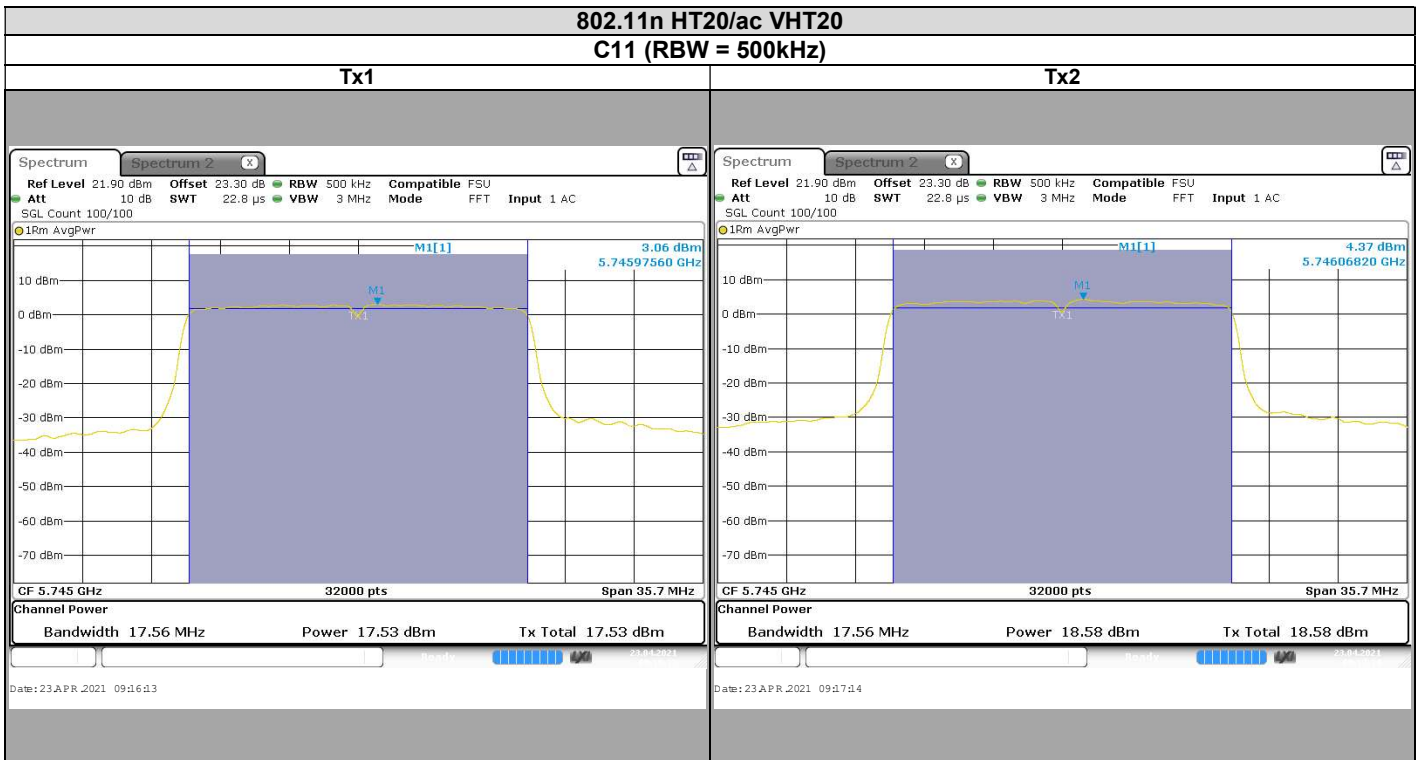 802.11n HT20/ac VHT20
C11 (RBW = 500kHz)
Tx1
Tx2
Spectrum Spectrum 2 X
Ref Level 21.90 dBm Offset 23.30 dB RBW 500 kHz Compatible FSU
Att 10 dB SWT 22.8 µs VBW 3 MHz Mode FFT Input 1 AC
SGL Count 100/100
1Rm AvgPwr
M1[1] 3.06 dBm
5.74597560 GHz
10 dBm
M1
0 dBm
Tx1
-10 dBm
-20 dBm
-30 dBm
-40 dBm
-50 dBm
-60 dBm
-70 dBm
CF 5.745 GHz 32000 pts Span 35.7 MHz
Channel Power
Bandwidth 17.56 MHz Power 17.53 dBm Tx Total 17.53 dBm
Ready LXI 23.04.2021
Date: 23.APR.2021 09:16:13
Spectrum Spectrum 2 X
Ref Level 21.90 dBm Offset 23.30 dB RBW 500 kHz Compatible FSU
Att 10 dB SWT 22.8 µs VBW 3 MHz Mode FFT Input 1 AC
SGL Count 100/100
1Rm AvgPwr
M1[1] 4.37 dBm
5.74606820 GHz
10 dBm
M1
0 dBm
Tx1
-10 dBm
-20 dBm
-30 dBm
-40 dBm
-50 dBm
-60 dBm
-70 dBm
CF 5.745 GHz 32000 pts Span 35.7 MHz
Channel Power
Bandwidth 17.56 MHz Power 18.58 dBm Tx Total 18.58 dBm
Ready LXI 23.04.2021
Date: 23.APR.2021 09:17:14